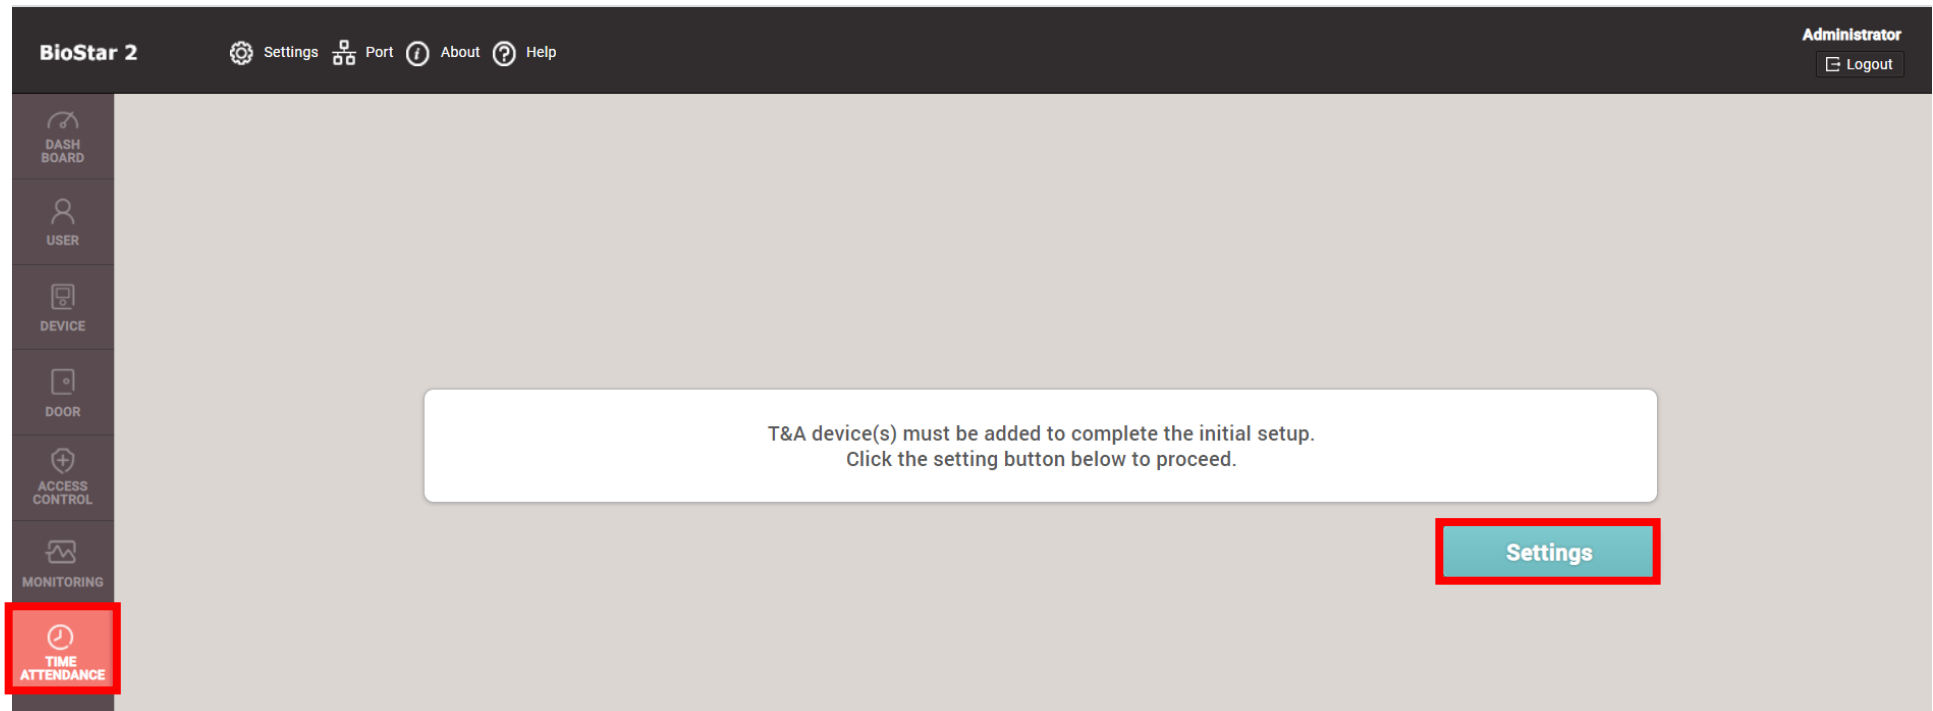 BioStar 2
Settings Port About Help
Administrator
Logout
DASH
BOARD
USER
DEVICE
DOOR
ACCESS
CONTROL
MONITORING
TIME
ATTENDANCE
T&A device(s) must be added to complete the initial setup.
Click the setting button below to proceed.
Settings